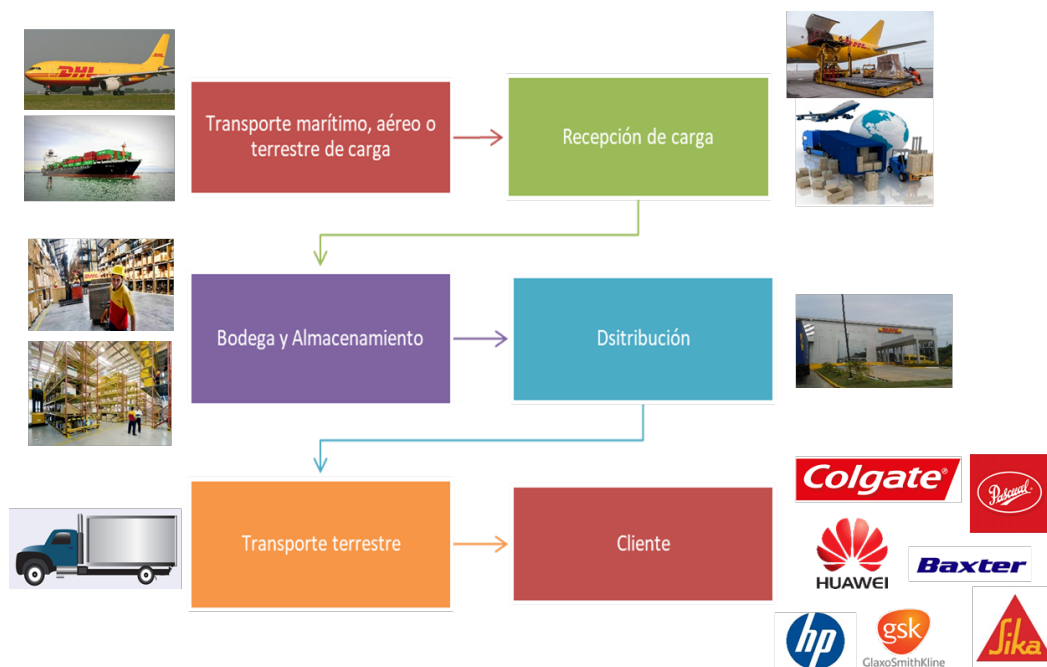 DHL
Transporte marítimo, aéreo o
terrestre de carga
Recepción de carga
Bodega y Almacenamiento
Dsitribución
Transporte terrestre
Cliente
Colgate®
Pascual
HUAWEI
Baxter
hp
gsk
GlaxoSmithKline
Sika